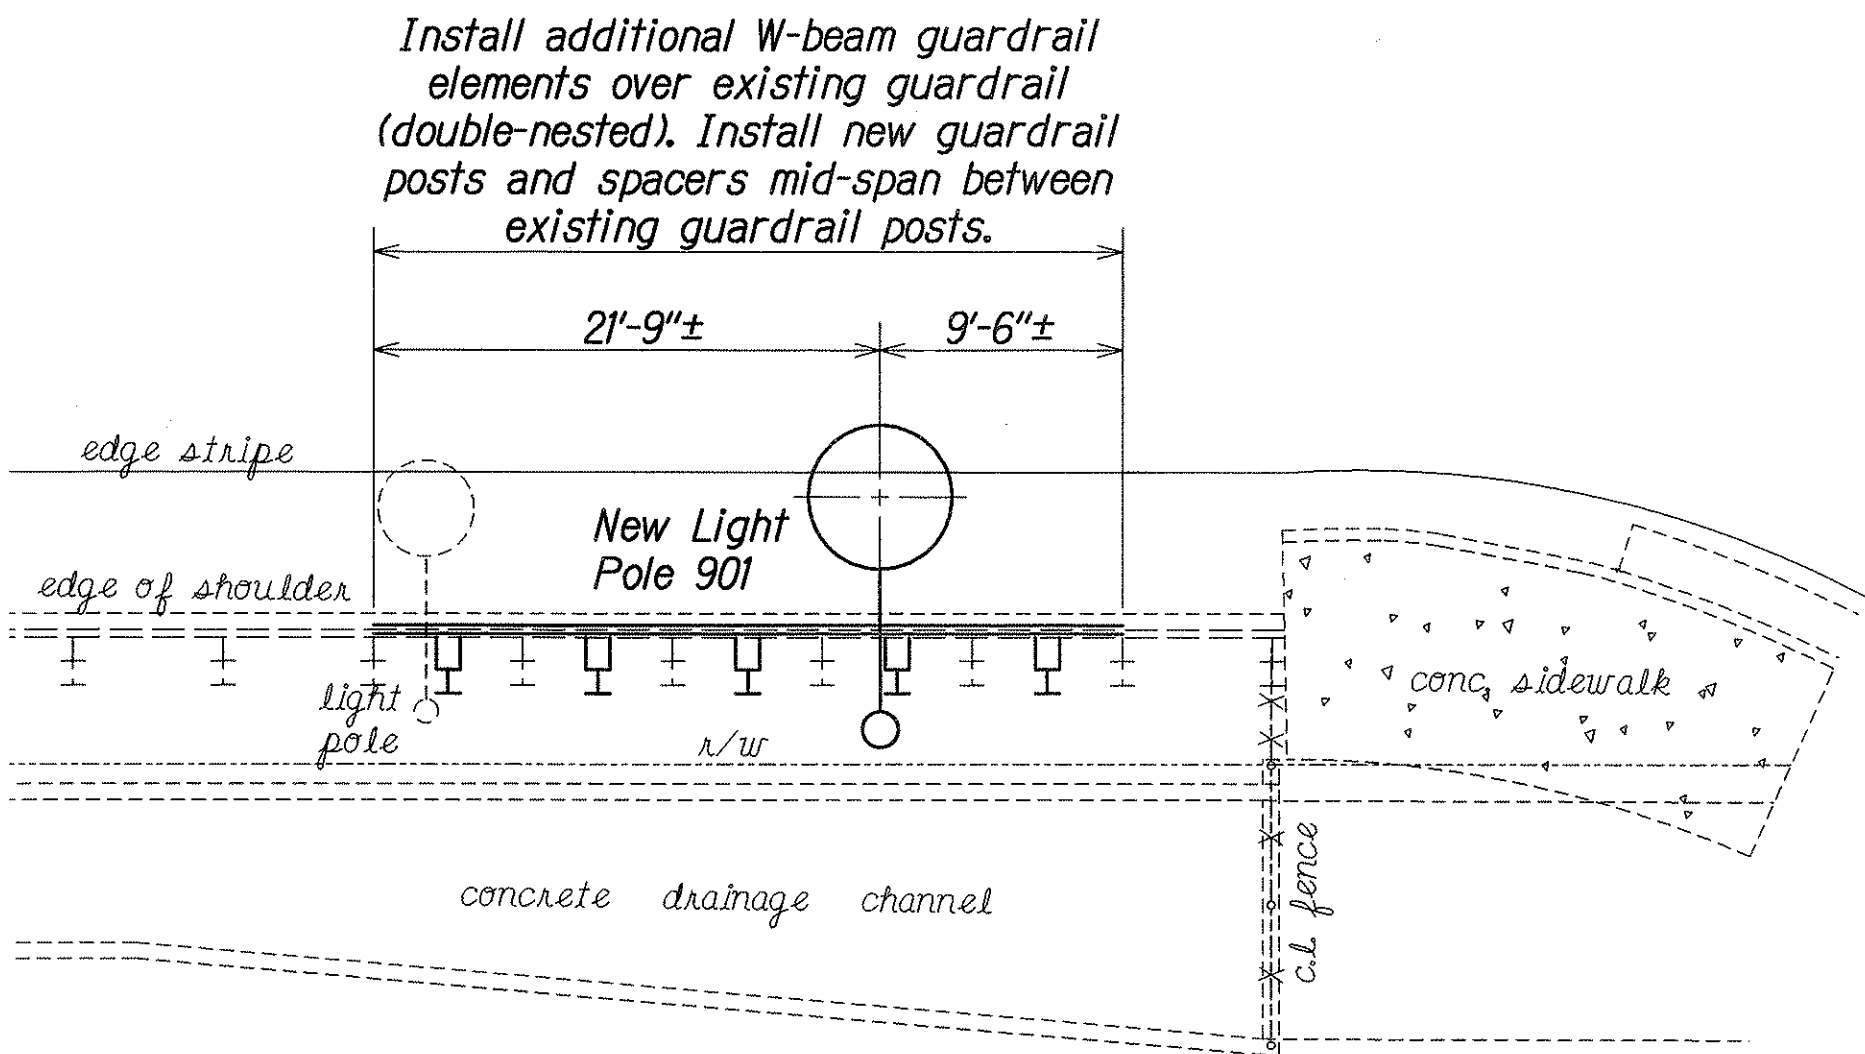 Install additional W-beam guardrail
elements over existing guardrail
(double-nested). Install new guardrail
posts and spacers mid-span between
existing guardrail posts.
21'-9"±
9'-6"±
edge stripe
New Light
Pole 901
edge of shoulder
light
pole
r/w
conc. sidewalk
concrete drainage channel
c.l. fence